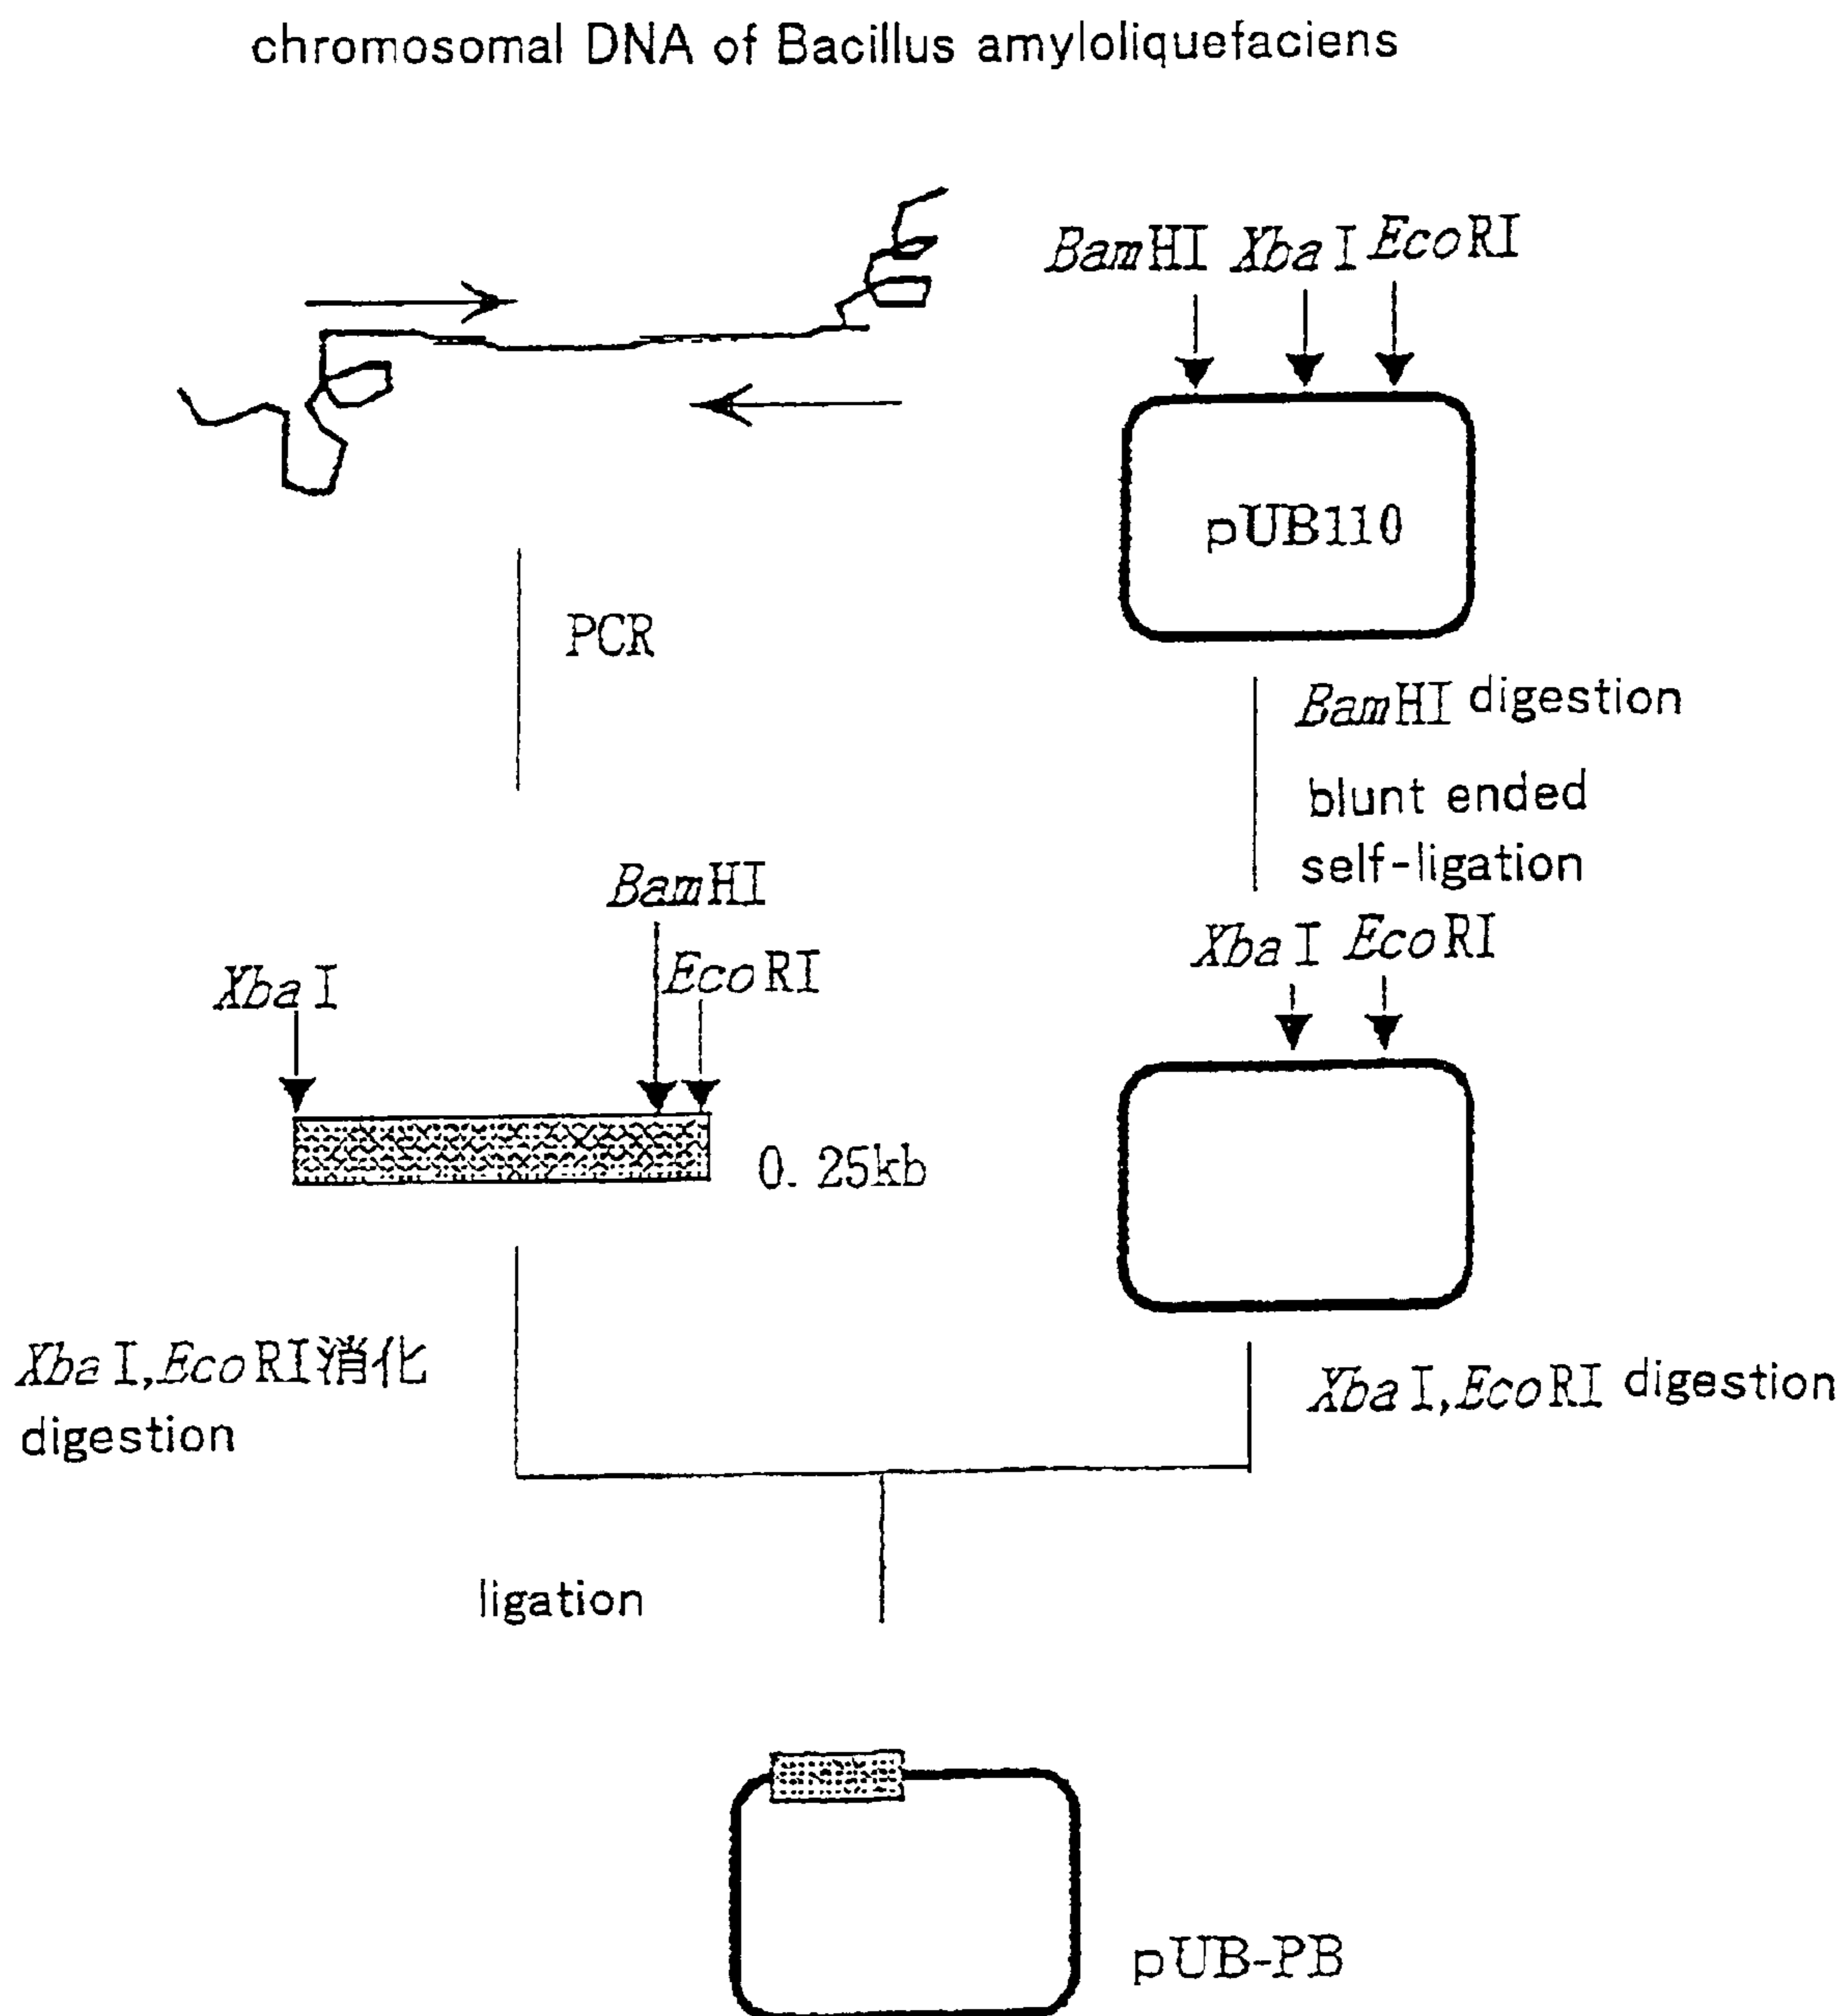 chromosomal DNA of Bacillus amyloliquefaciens
BamHI XbaI EcoRI
pUB110
PCR
BamHI digestion
blunt ended
self-ligation
BamHI
EcoRI
XbaI
XbaI EcoRI
0.25kb
XbaI,EcoRI消化
digestion
XbaI,EcoRI digestion
ligation
pUB-PB